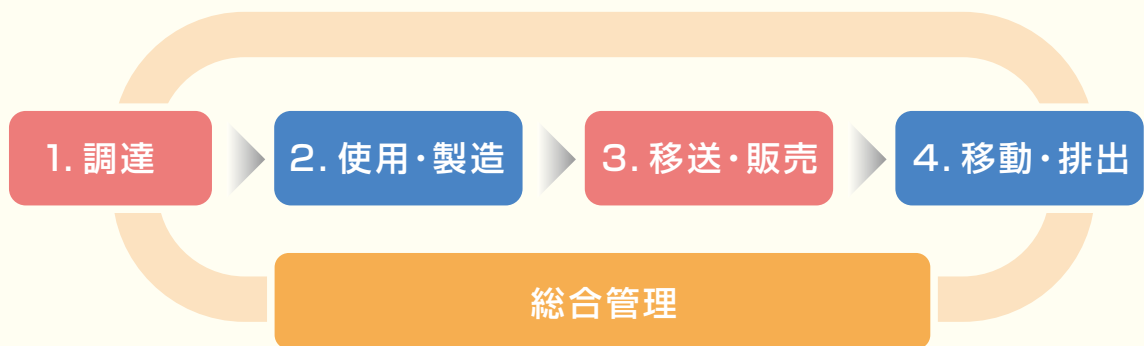 1. 調達
2. 使用・製造
3. 移送・販売
4. 移動・排出
総合管理